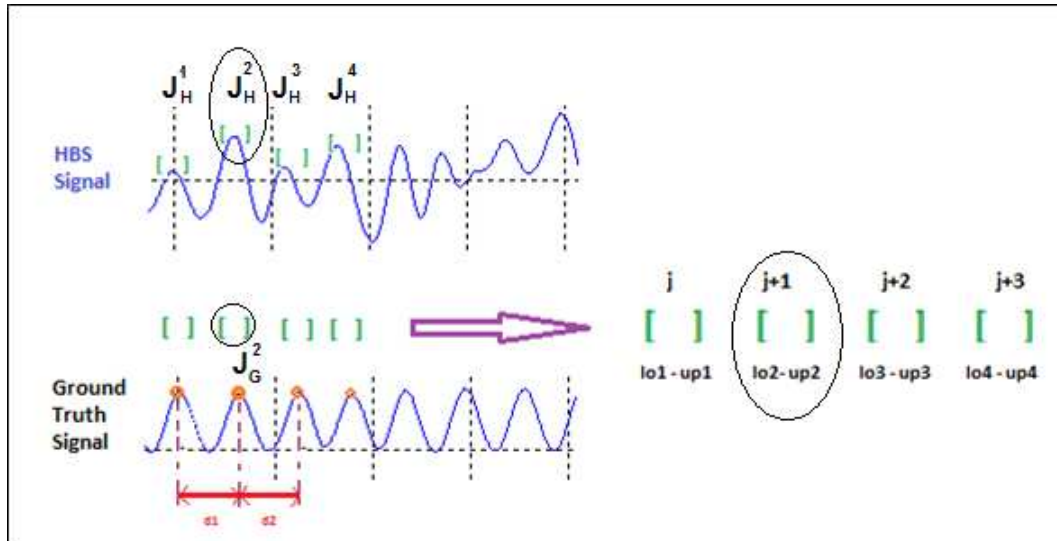 J_H^1 J_H^2 J_H^3 J_H^4
[ ] [ ] [ ] [ ]
HBS
Signal
j j+1 j+2 j+3
[ ] [ ] [ ] [ ]
lo1 - up1 lo2- up2 lo3 - up3 lo4 - up4
[ ] [ ] [ ] [ ]
J_G^2
Ground
Truth
Signal
d1 d2